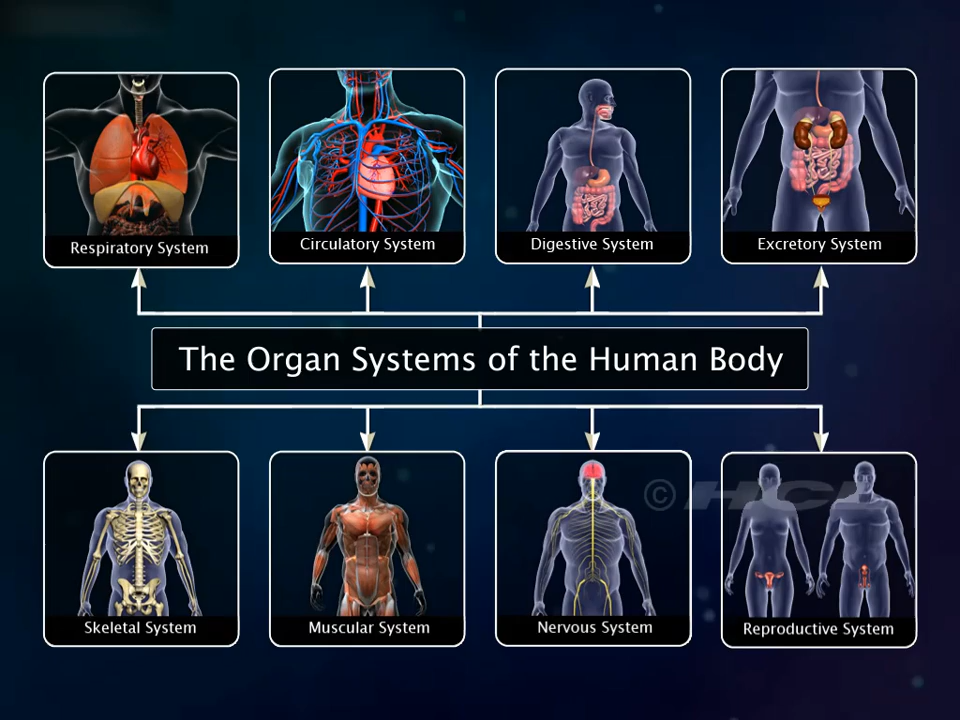 Respiratory System
Circulatory System
Digestive System
Excretory System
The Organ Systems of the Human Body
© HCL
Skeletal System
Muscular System
Nervous System
Reproductive System